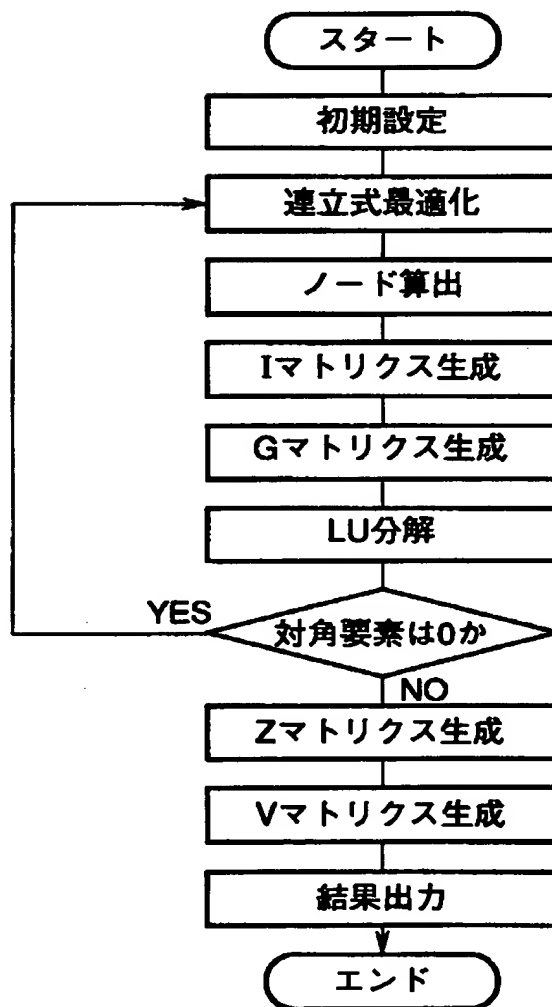 スタート
初期設定
連立式最適化
ノード算出
Iマトリクス生成
Gマトリクス生成
LU分解
YES
対角要素は0か
NO
Zマトリクス生成
Vマトリクス生成
結果出力
エンド